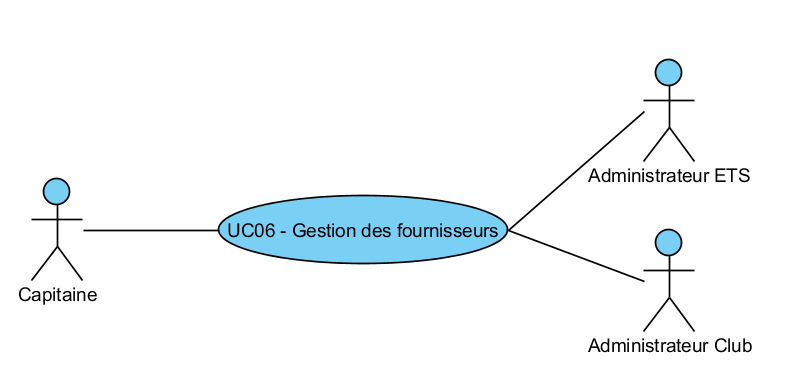 Administrateur ETS
UC06 - Gestion des fournisseurs
Capitaine
Administrateur Club